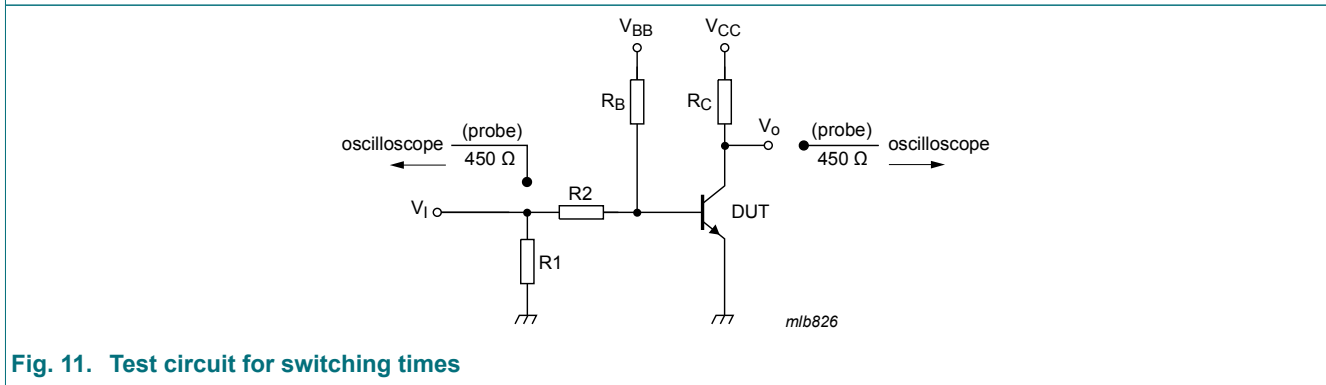 VBB
VCC
RB
RC
Vo
(probe)
450 Ω
oscilloscope
(probe)
450 Ω
oscilloscope
R2
VI
DUT
R1
mlb826
Fig. 11. Test circuit for switching times